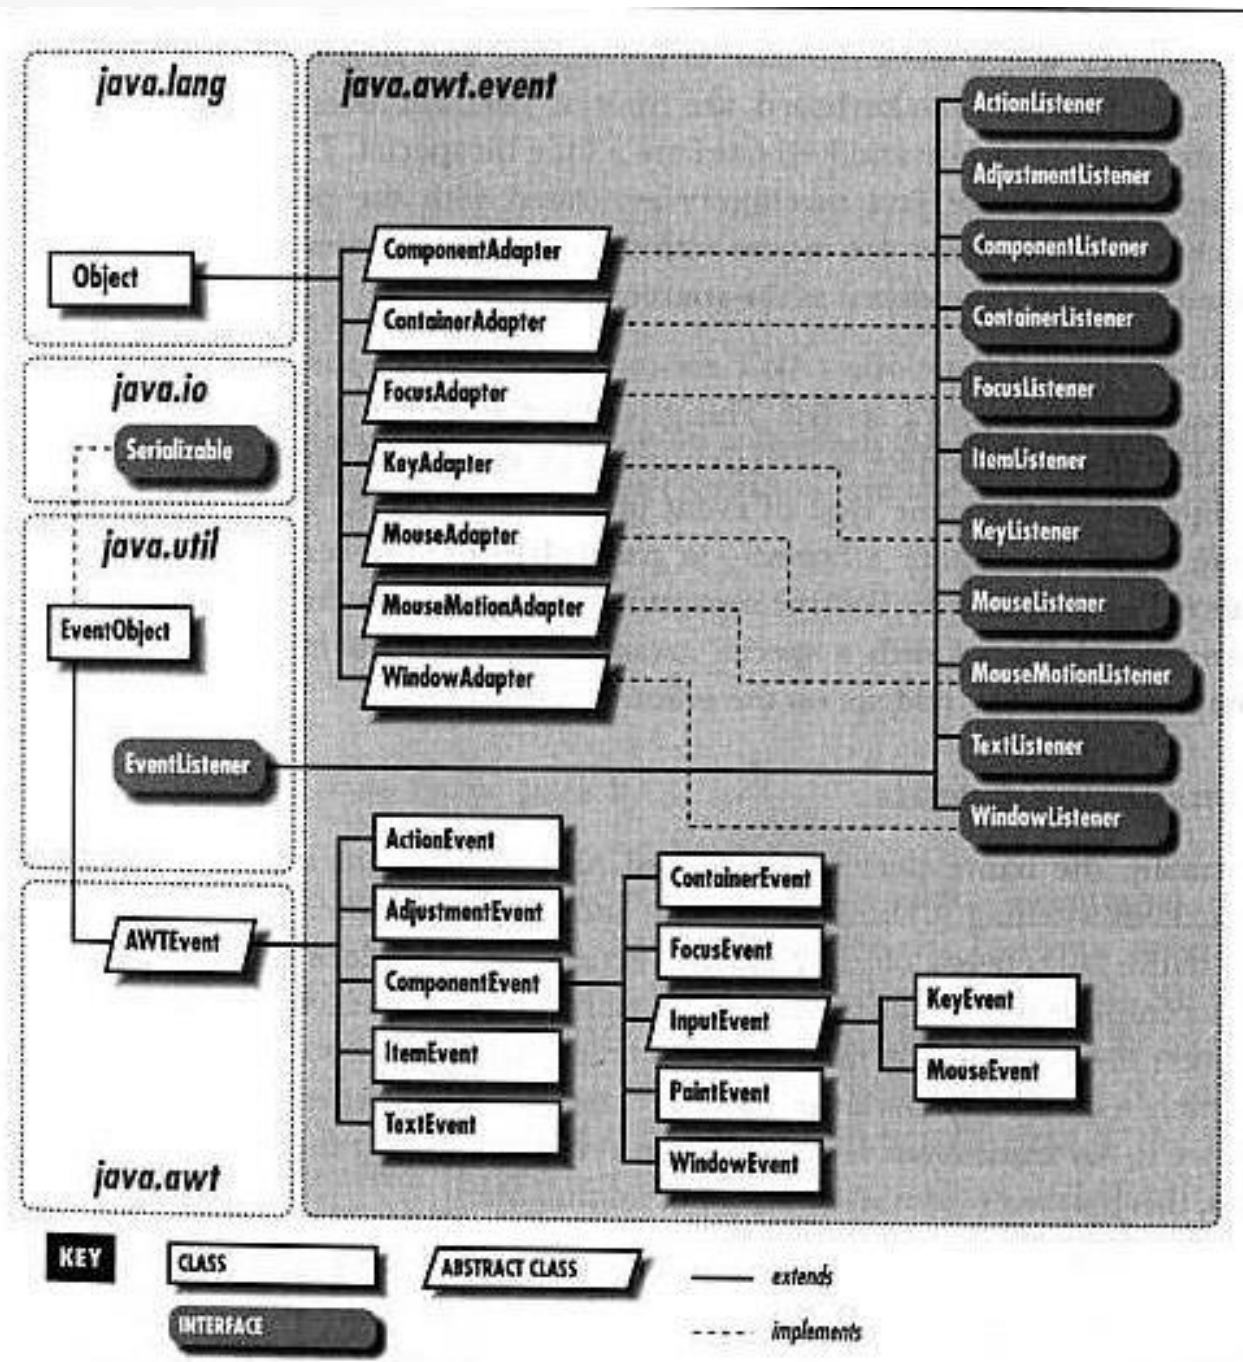 java.lang
Object
java.io
Serializable
java.util
EventObject
EventListener
AWTEvent
java.awt
java.awt.event
ComponentAdapter
ContainerAdapter
FocusAdapter
KeyAdapter
MouseAdapter
MouseMotionAdapter
WindowAdapter
ActionListener
AdjustmentListener
ComponentListener
ContainerListener
FocusListener
ItemListener
KeyListener
MouseListener
MouseMotionListener
TextListener
WindowListener
ActionEvent
AdjustmentEvent
ComponentEvent
ItemEvent
TextEvent
ContainerEvent
FocusEvent
InputEvent
PaintEvent
WindowEvent
KeyEvent
MouseEvent
KEY
CLASS
ABSTRACT CLASS
extends
INTERFACE
implements